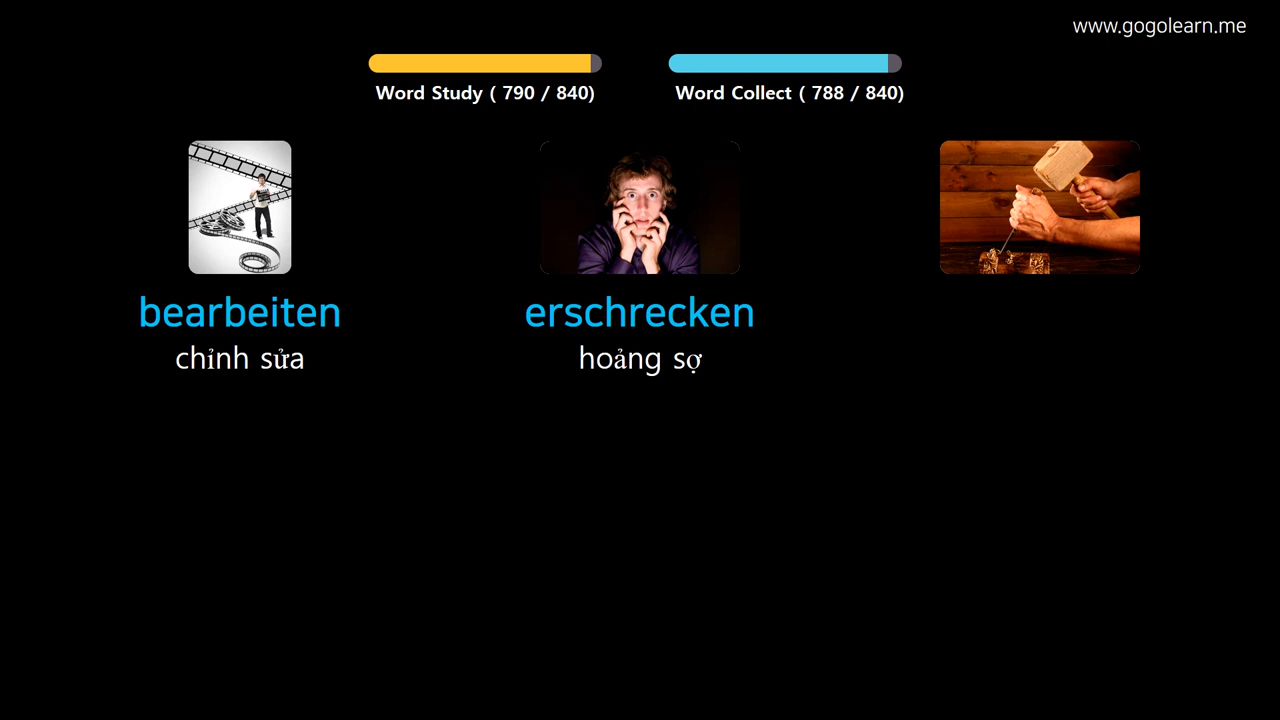 www.gogolearn.me
Word Study ( 790 / 840)
Word Collect ( 788 / 840)
bearbeiten
chỉnh sửa
erschrecken
hoảng sợ